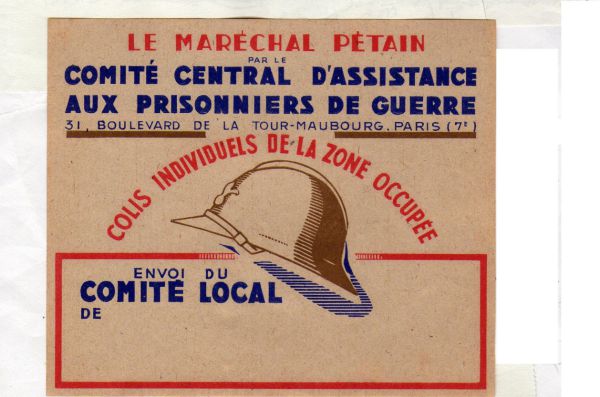 LE MARÉCHAL PÉTAIN
PAR LE
COMITÉ CENTRAL D'ASSISTANCE
AUX PRISONNIERS DE GUERRE
31, BOULEVARD DE LA TOUR-MAUBOURG. PARIS (7E)
COLIS INDIVIDUELS DE LA ZONE OCCUPÉE
ENVOI DU
COMITÉ LOCAL
DE